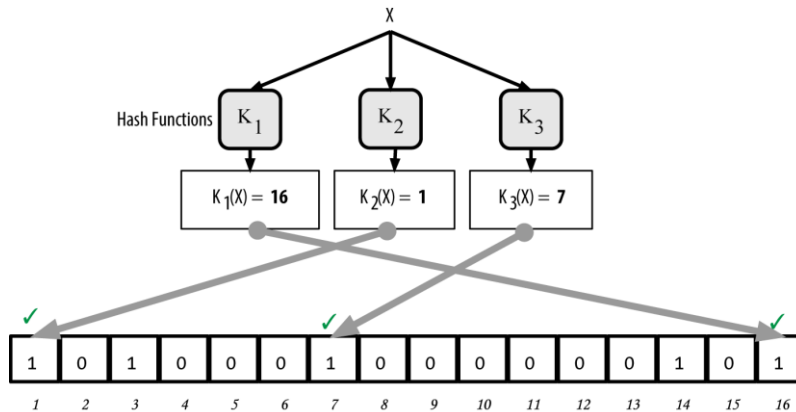 X
Hash Functions K1 K2 K3
K1(X) = 16 K2(X) = 1 K3(X) = 7
✓ ✓ ✓
1 0 1 0 0 0 1 0 0 0 0 0 0 1 0 1
1 2 3 4 5 6 7 8 9 10 11 12 13 14 15 16